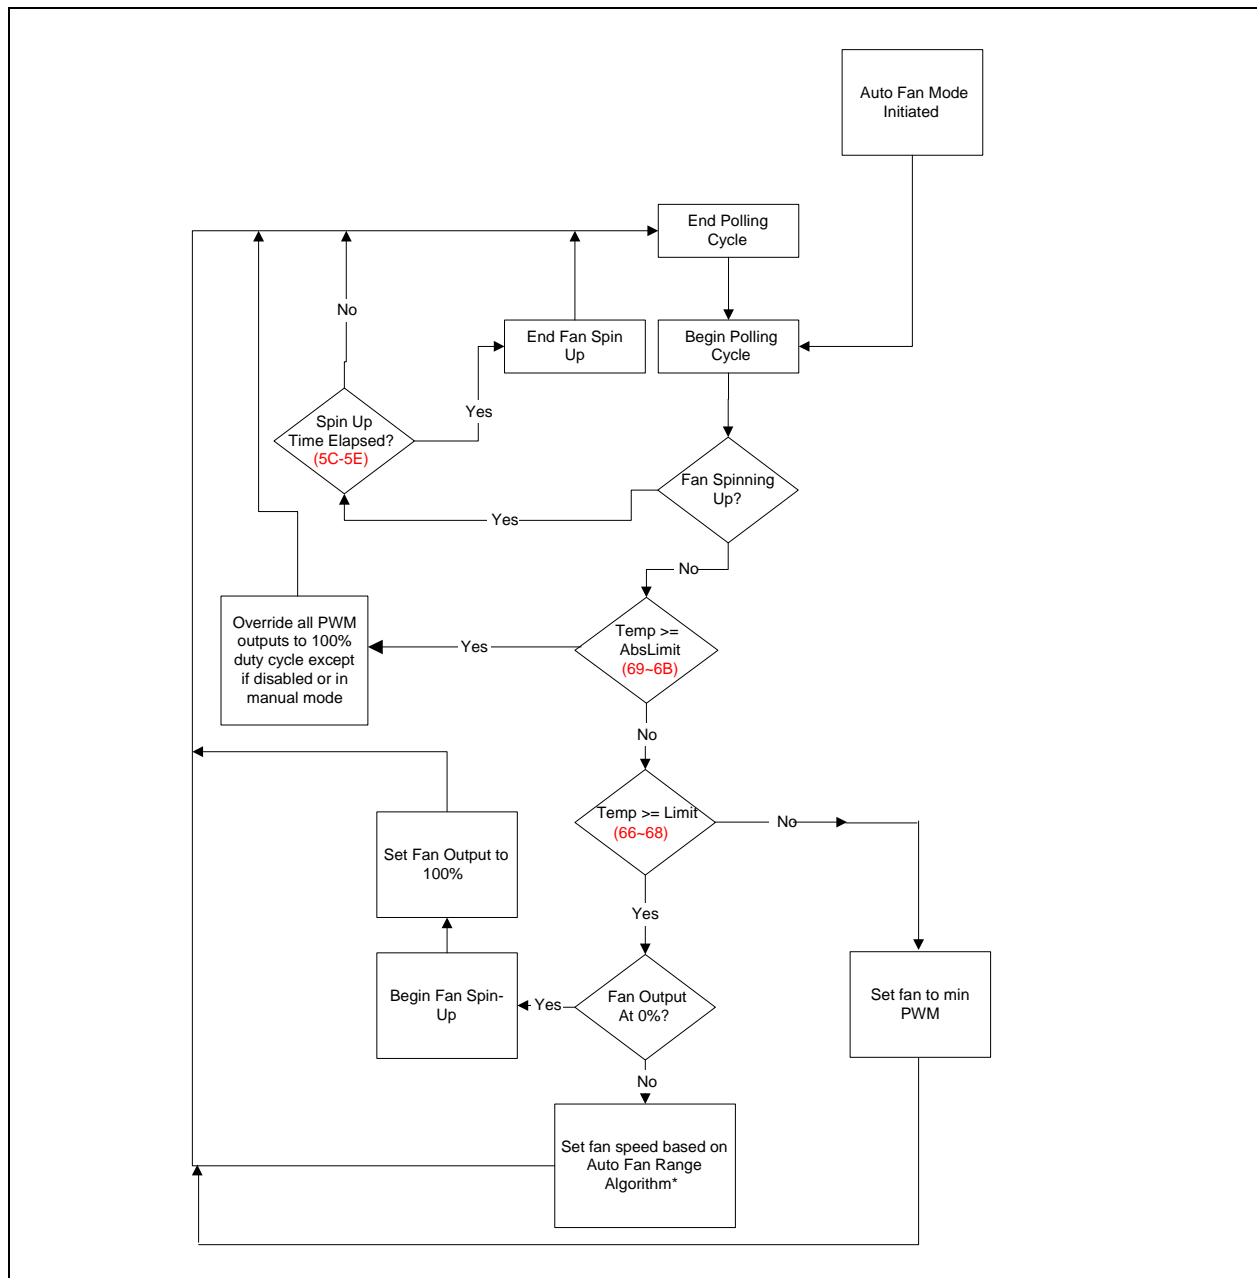 Auto Fan Mode
Initiated
End Polling
Cycle
No
End Fan Spin
Up
Begin Polling
Cycle
Yes
Spin Up
Time Elapsed?
(5C-5E)
Fan Spinning
Up?
Yes
No
Override all PWM
outputs to 100%
duty cycle except
if disabled or in
manual mode
Yes
Temp >=
AbsLimit
(69~6B)
No
Temp >= Limit
(66~68)
No
Set Fan Output to
100%
Yes
Begin Fan Spin-
Up
Yes
Fan Output
At 0%?
Set fan to min
PWM
No
Set fan speed based on
Auto Fan Range
Algorithm*